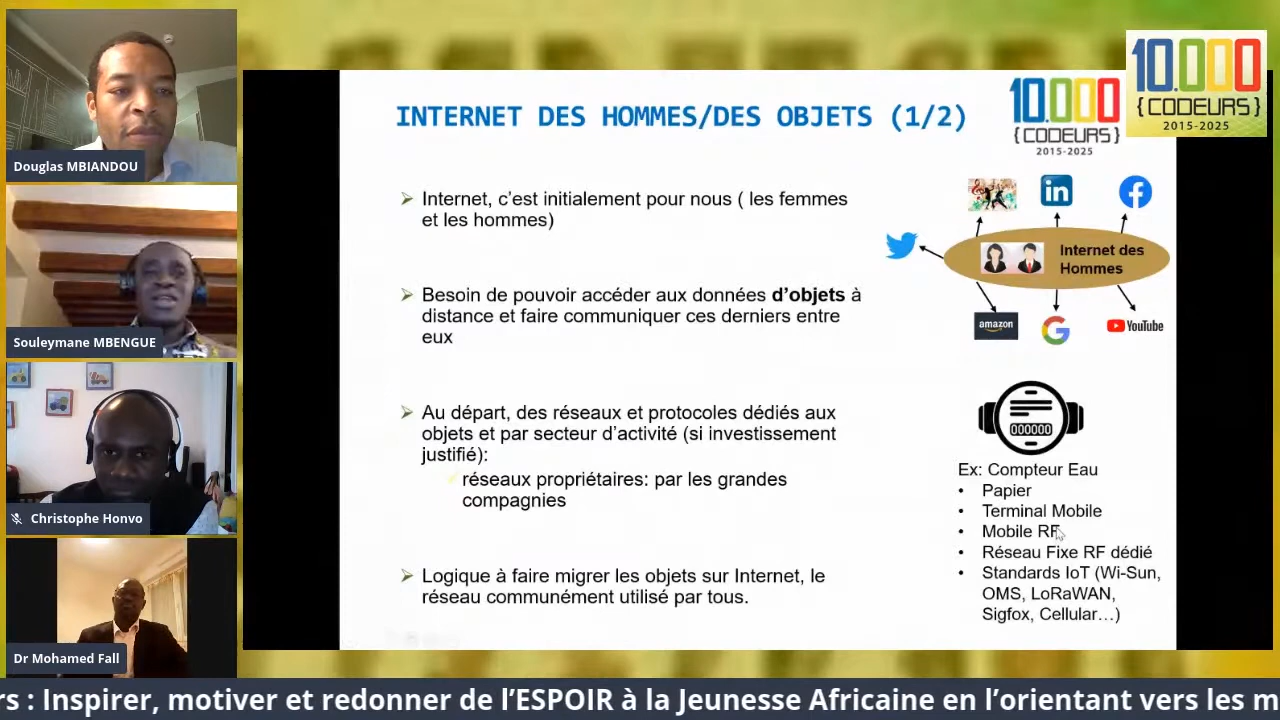 Douglas MBIANDOU
Souleymane MBENGUE
Christophe Honvo
Dr Mohamed Fall
INTERNET DES HOMMES/DES OBJETS (1/2)
10.000
{CODEURS}
2015-2025
10.000
{CODEURS}
2015-2025
Internet, c’est initialement pour nous ( les femmes
et les hommes)
Besoin de pouvoir accéder aux données d’objets à
distance et faire communiquer ces derniers entre
eux
Au départ, des réseaux et protocoles dédiés aux
objets et par secteur d’activité (si investissement
justifié):
réseaux propriétaires: par les grandes
compagnies
Logique à faire migrer les objets sur Internet, le
réseau communément utilisé par tous.
in
f
Internet des
Hommes
amazon
G
YouTube
000000
Ex: Compteur Eau
• Papier
• Terminal Mobile
• Mobile RF
• Réseau Fixe RF dédié
• Standards IoT (Wi-Sun,
OMS, LoRaWAN,
Sigfox, Cellular…)
rs : Inspirer, motiver et redonner de l’ESPOIR à la Jeunesse Africaine en l’orientant vers les m